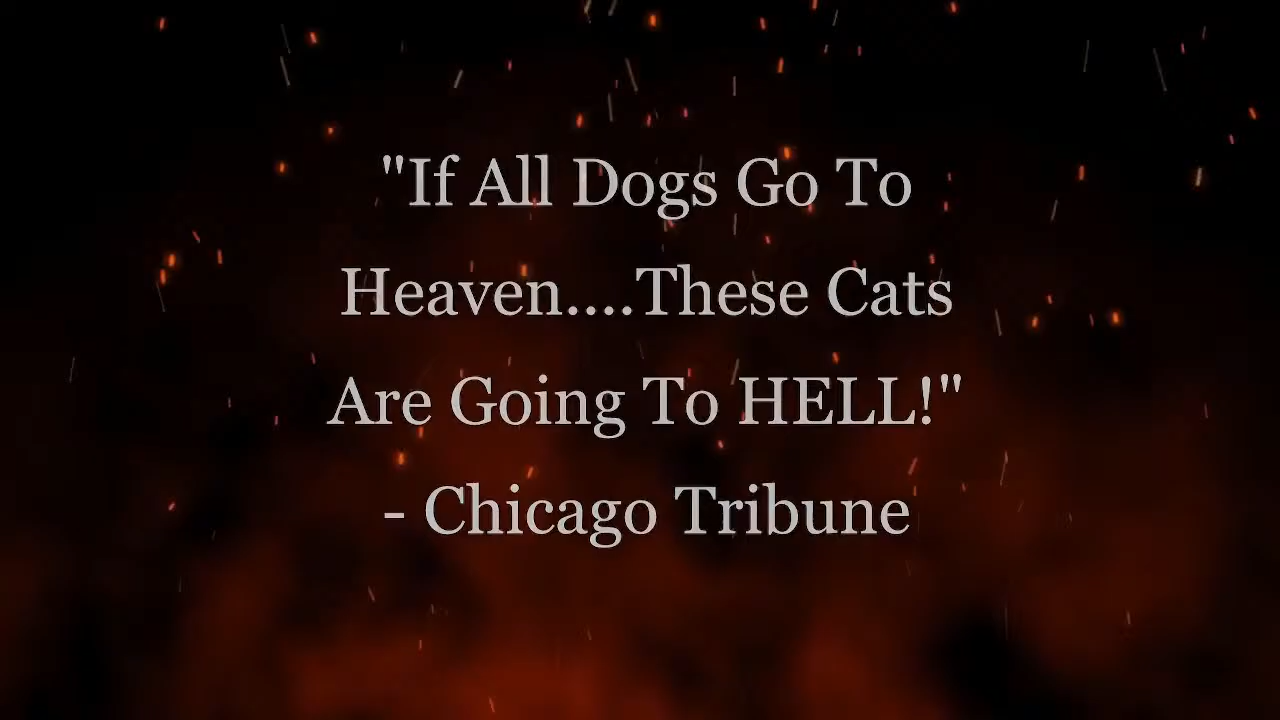 "If All Dogs Go To
Heaven....These Cats
Are Going To HELL!"
- Chicago Tribune